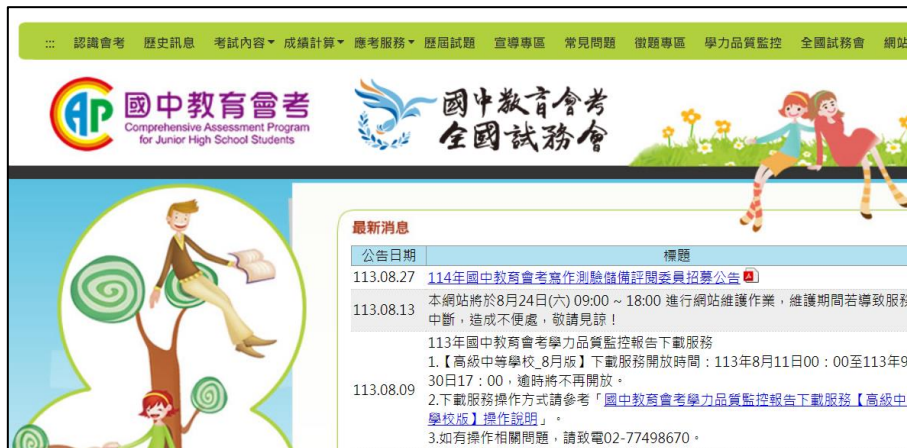 ::: 認識會考 歷史訊息 考試內容▾ 成績計算▾ 應考服務▾ 歷屆試題 宣導專區 常見問題 徵題專區 學力品質監控 全國試務會 網站
CAP 國中教育會考
Comprehensive Assessment Program
for Junior High School Students
國中教育會考
全國試務會
最新消息
公告日期 標題
113.08.27 114年國中教育會考寫作測驗儲備評閱委員招募公告
113.08.13 本網站將於8月24日(六) 09:00 ~ 18:00 進行網站維護作業，維護期間若導致服務
中斷，造成不便處，敬請見諒！
113年國中教育會考學力品質監控報告下載服務
1.【高級中等學校_8月版】下載服務開放時間：113年8月11日00：00至113年9
113.08.09 30日17：00，逾時將不再開放。
2.下載服務操作方式請參考「國中教育會考學力品質監控報告下載服務【高級中
學校版】操作說明」。
3.如有操作相關問題，請致電02-77498670。